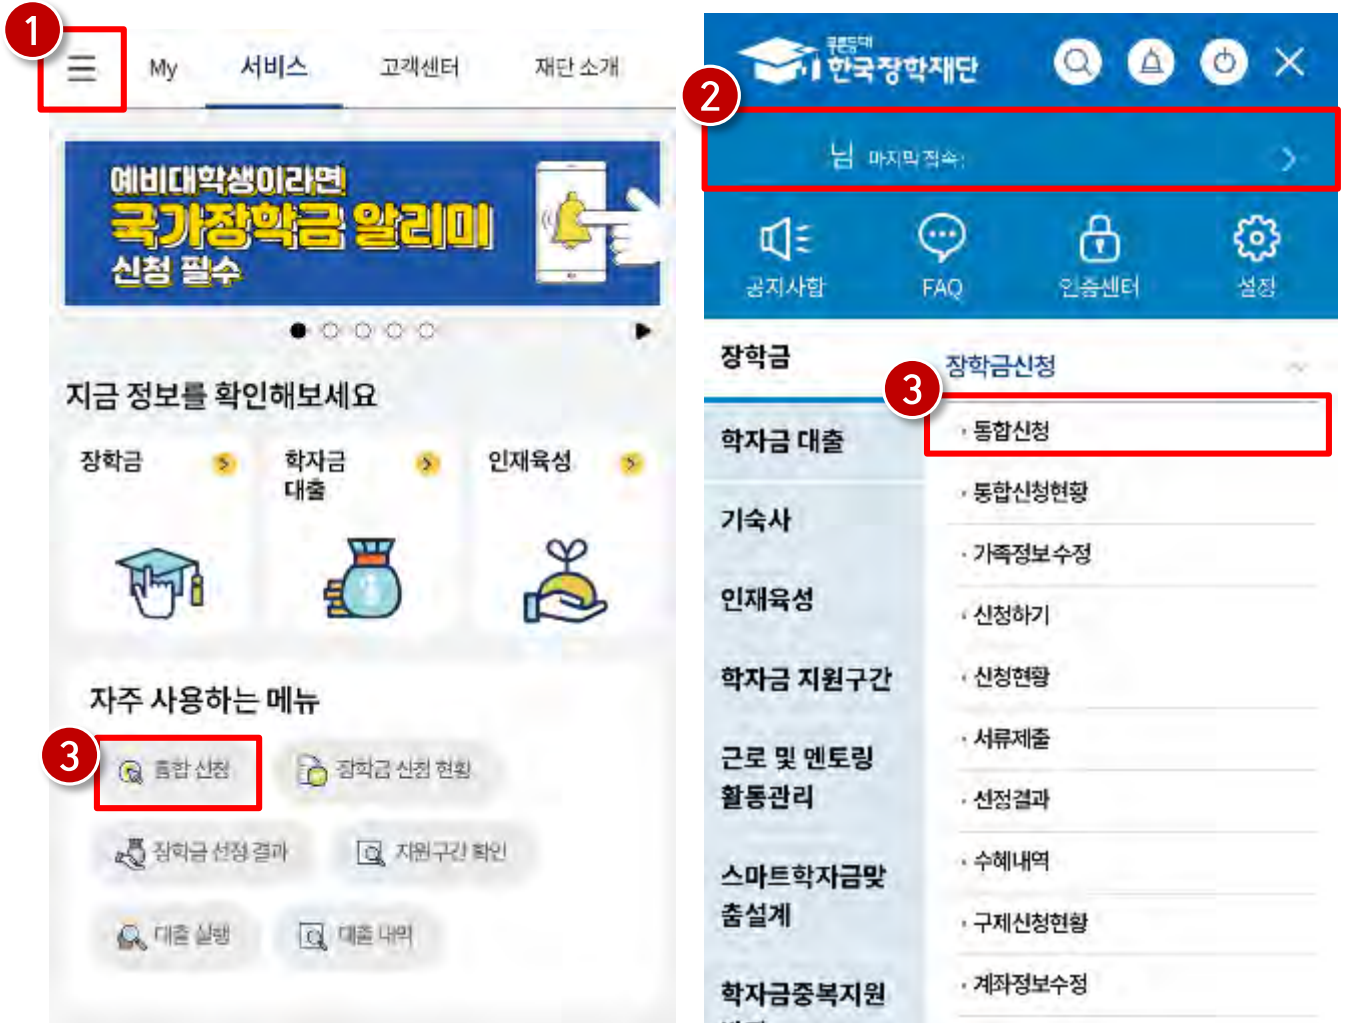 1
My
서비스
고객센터
재단 소개
예비대학생이라면
국가장학금 알리미
신청 필수
지금 정보를 확인해보세요
장학금
학자금
대출
인재육성
자주 사용하는 메뉴
3
통합 신청
장학금 신청 현황
장학금 선정 결과
지원구간 확인
대출 실행
대출 내역
푸른등대
한국장학재단
2
님 마지막 접속 :
공지사항
FAQ
인증센터
설정
장학금
학자금 대출
기숙사
인재육성
학자금 지원구간
근로 및 멘토링
활동관리
스마트학자금맞
춤설계
학자금중복지원
장학금신청
3
· 통합신청
· 통합신청현황
· 가족정보수정
· 신청하기
· 신청현황
· 서류제출
· 선정결과
· 수혜내역
· 구제신청현황
· 계좌정보수정